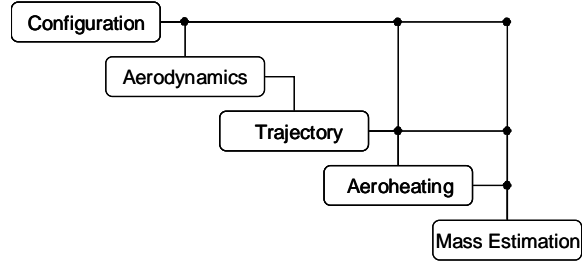 Configuration
Aerodynamics
Trajectory
Aeroheating
Mass Estimation